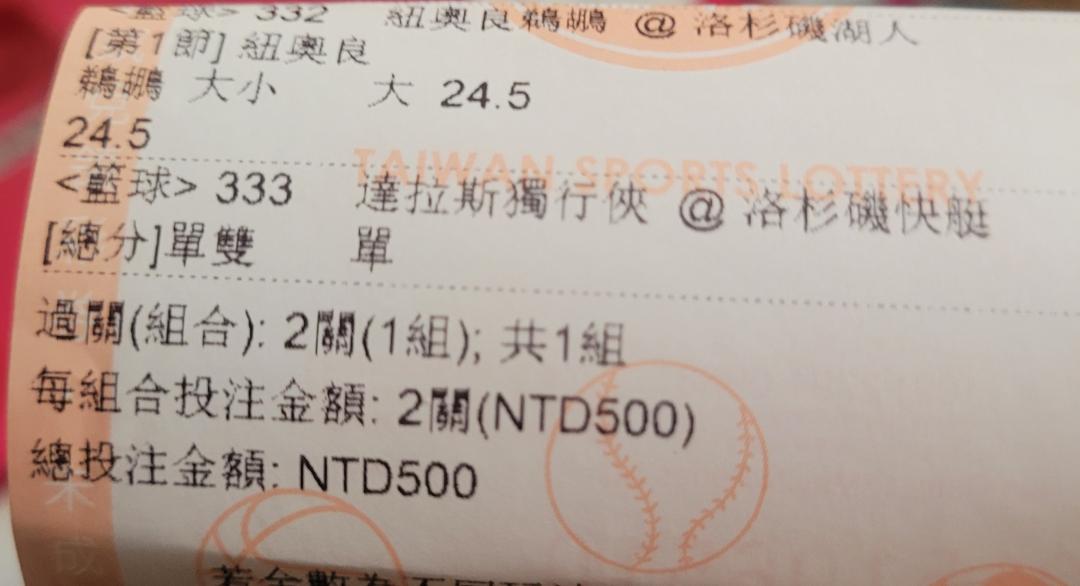 <籃球> 332 紐奧良鵜鶘 @ 洛杉磯湖人
[第1節] 紐奧良
鵜鶘 大小 大 24.5
24.5
TAIWAN SPORTS LOTTERY
<籃球> 333 達拉斯獨行俠 @ 洛杉磯快艇
[總分]單雙 單
過關(組合): 2關(1組); 共1組
每組合投注金額: 2關(NTD500)
總投注金額: NTD500